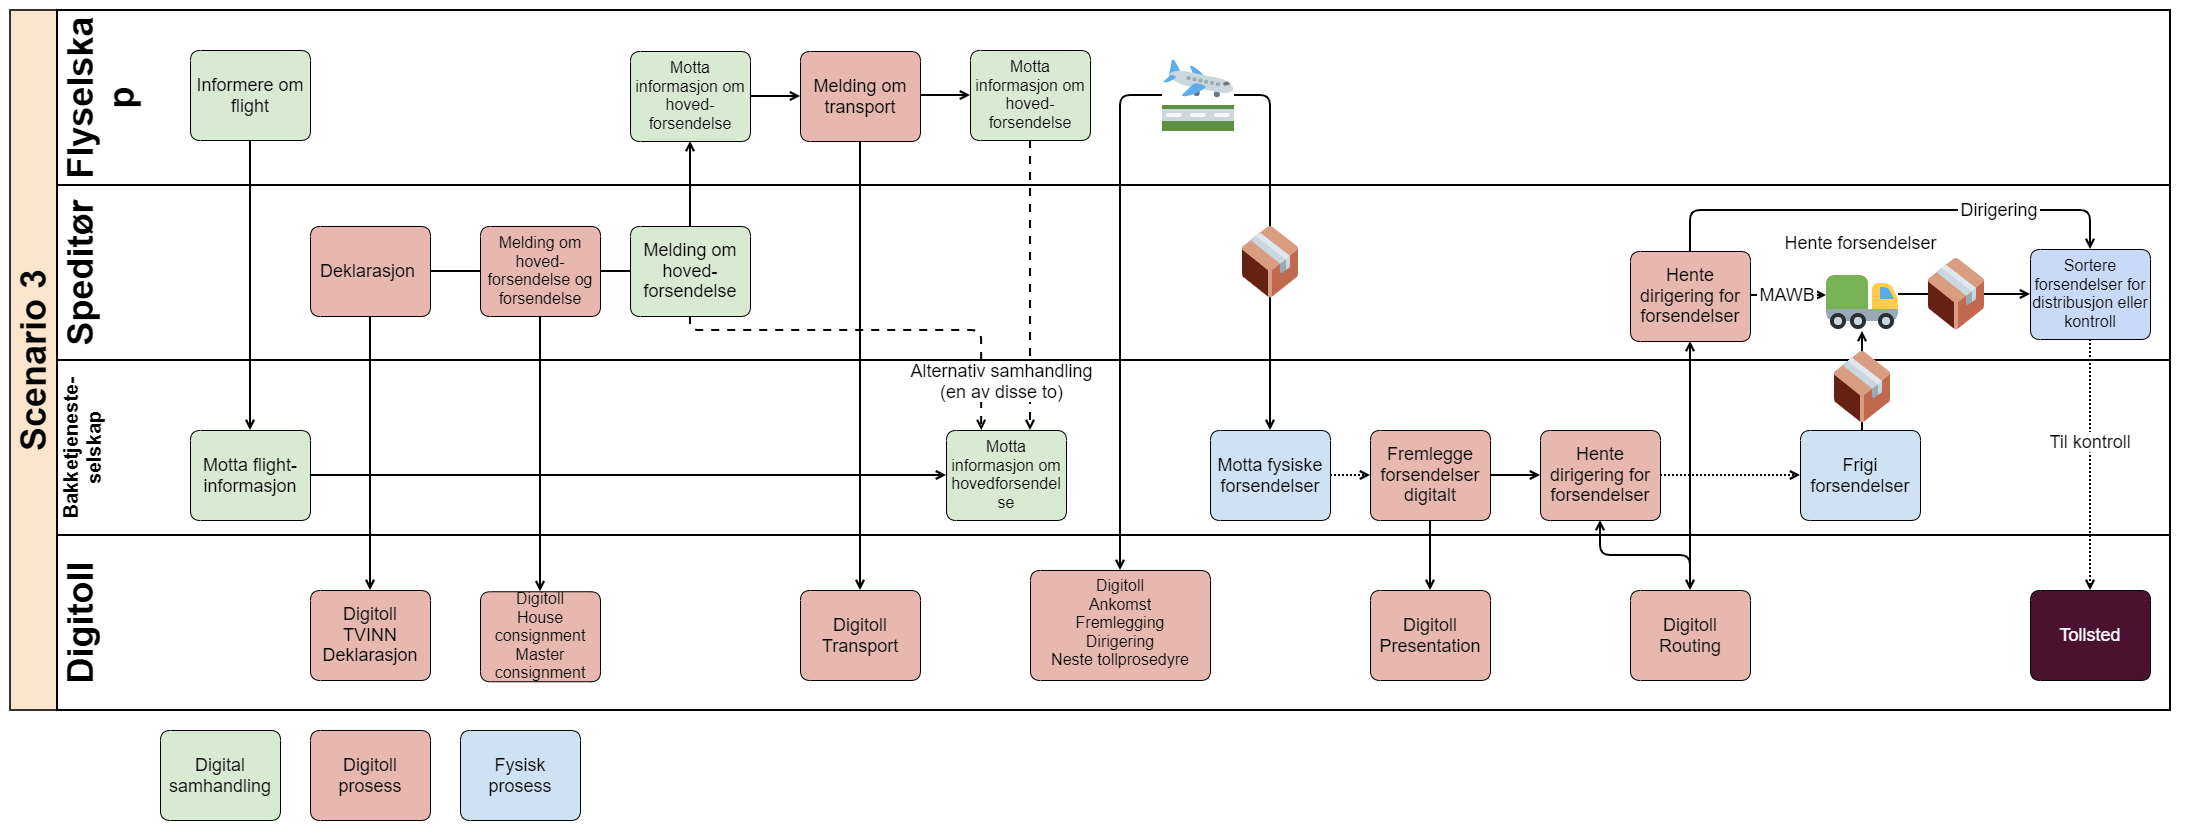 Scenario 3
Flyselska
p
Informere om
flight
Motta
informasjon om
hoved-
forsendelse
Melding om
transport
Motta
informasjon om
hoved-
forsendelse
Speditør
Deklarasjon
Melding om
hoved-
forsendelse og
forsendelse
Melding om
hoved-
forsendelse
Hente
dirigering for
forsendelser
MAWB
Dirigering
Hente forsendelser
Sortere
forsendelser for
distribusjon eller
kontroll
Bakketjeneste-
selskap
Motta flight-
informasjon
Alternativ samhandling
(en av disse to)
Motta
informasjon om
hovedforsendel
se
Motta fysiske
forsendelser
Fremlegge
forsendelser
digitalt
Hente
dirigering for
forsendelser
Frigi
forsendelser
Til kontroll
Digitoll
Digitoll
TVINN
Deklarasjon
Digitoll
House
consignment
Master
consignment
Digitoll
Transport
Digitoll
Ankomst
Fremlegging
Dirigering
Neste tollprosedyre
Digitoll
Presentation
Digitoll
Routing
Tollsted
Digital
samhandling
Digitoll
prosess
Fysisk
prosess